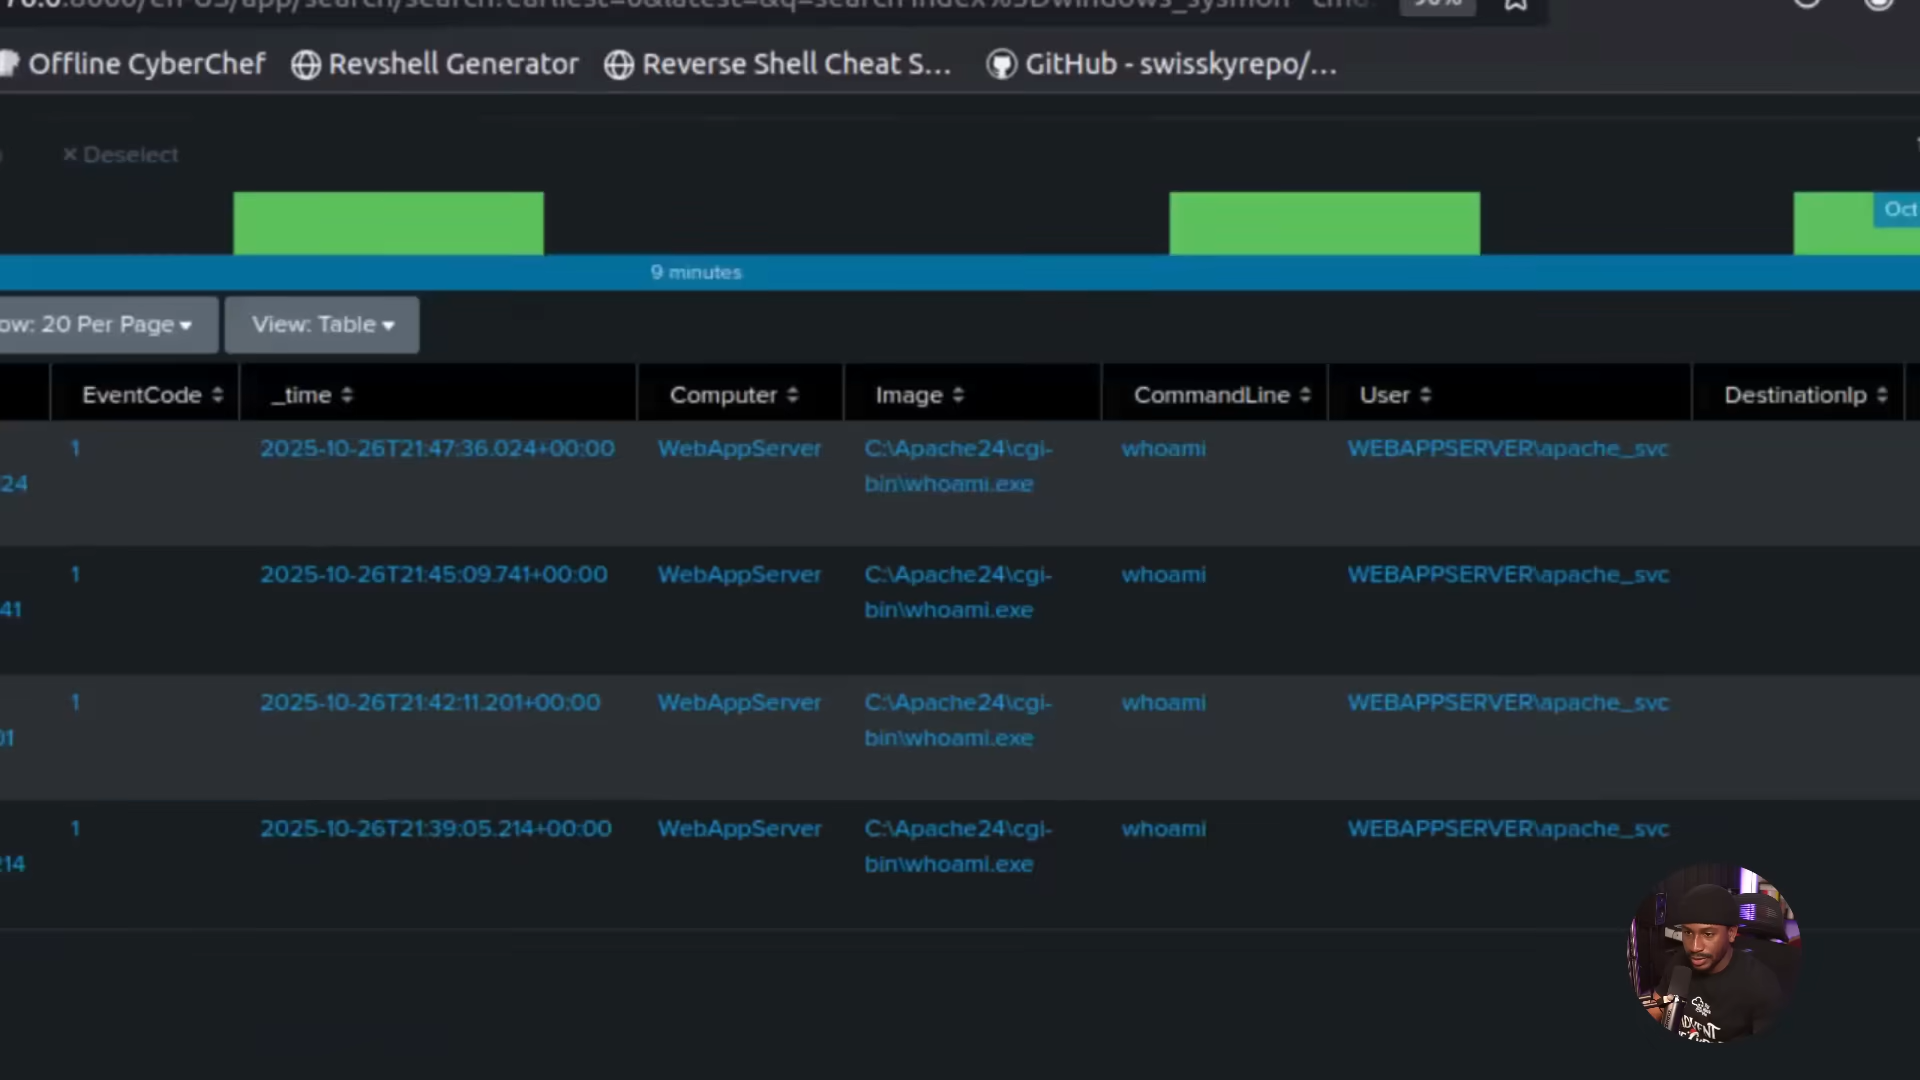 Offline CyberChef Revshell Generator Reverse Shell Cheat S... GitHub - swisskyrepo/...
× Deselect
Oct
9 minutes
ow: 20 Per Page View: Table
EventCode _time Computer Image CommandLine User DestinationIp
1 2025-10-26T21:47:36.024+00:00 WebAppServer C:\Apache24\cgi- whoami WEBAPPSERVER\apache_svc
24 bin\whoami.exe
1 2025-10-26T21:45:09.741+00:00 WebAppServer C:\Apache24\cgi- whoami WEBAPPSERVER\apache_svc
41 bin\whoami.exe
1 2025-10-26T21:42:11.201+00:00 WebAppServer C:\Apache24\cgi- whoami WEBAPPSERVER\apache_svc
01 bin\whoami.exe
1 2025-10-26T21:39:05.214+00:00 WebAppServer C:\Apache24\cgi- whoami WEBAPPSERVER\apache_svc
214 bin\whoami.exe